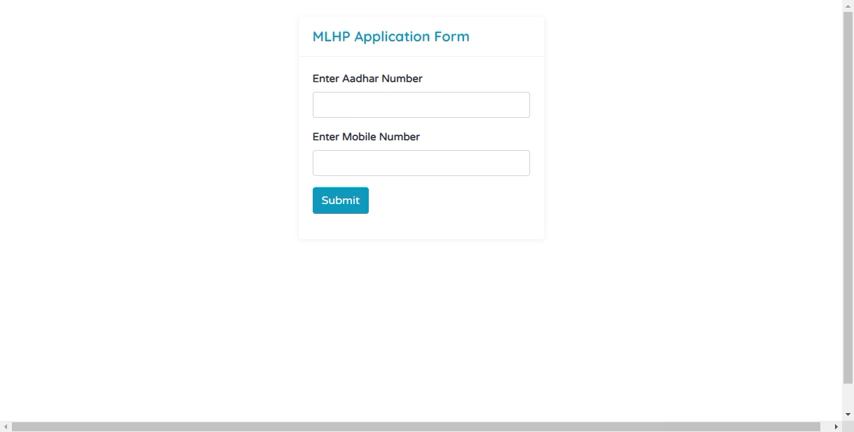 MLHP Application Form
Enter Aadhar Number
Enter Mobile Number
Submit